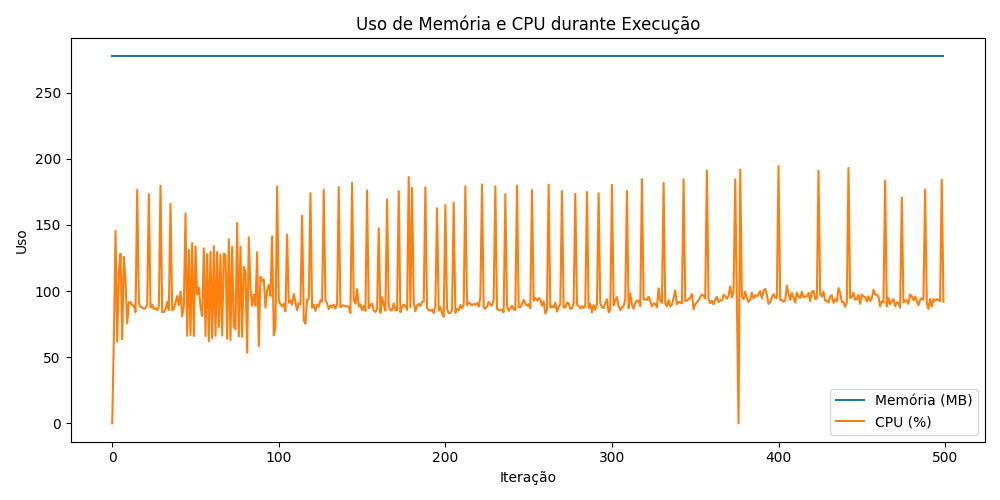 Uso de Memória e CPU durante Execução
Uso
250
200
150
100
50
0
0 100 200 300 400 500
Iteração
Memória (MB)
CPU (%)